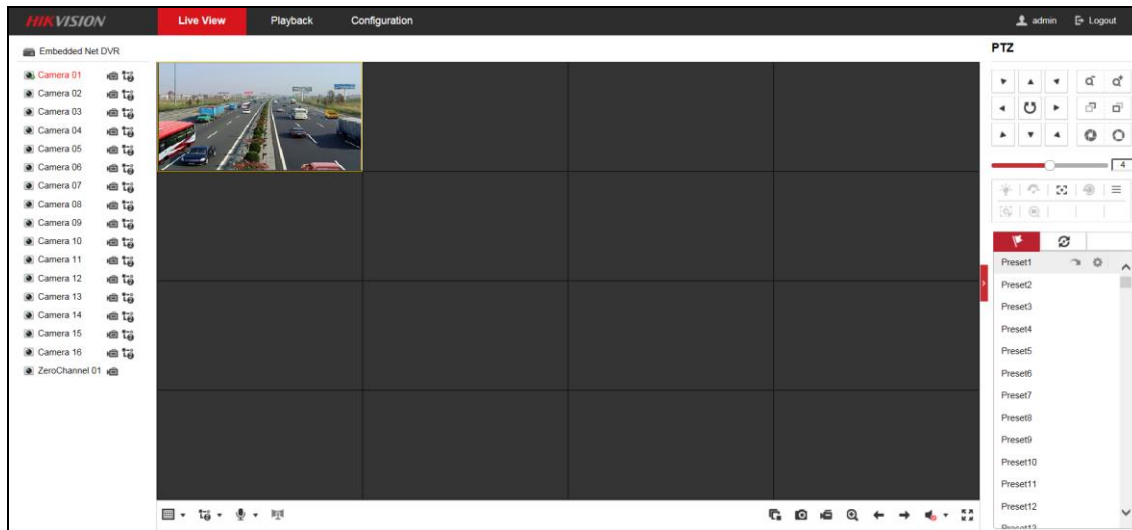 HIKVISION Live View Playback Configuration admin Logout
Embedded Net DVR
Camera 01
Camera 02
Camera 03
Camera 04
Camera 05
Camera 06
Camera 07
Camera 08
Camera 09
Camera 10
Camera 11
Camera 12
Camera 13
Camera 14
Camera 15
Camera 16
ZeroChannel 01
PTZ
4
Preset1
Preset2
Preset3
Preset4
Preset5
Preset6
Preset7
Preset8
Preset9
Preset10
Preset11
Preset12
Preset13